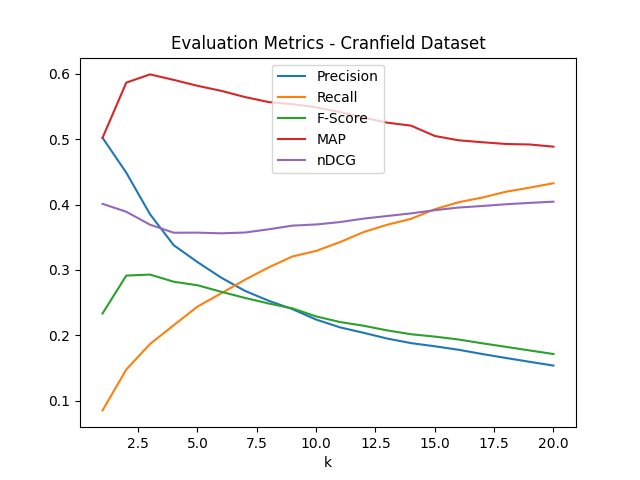 Evaluation Metrics - Cranfield Dataset
Precision
Recall
F-Score
MAP
nDCG
0.6
0.5
0.4
0.3
0.2
0.1
2.5 5.0 7.5 10.0 12.5 15.0 17.5 20.0
k